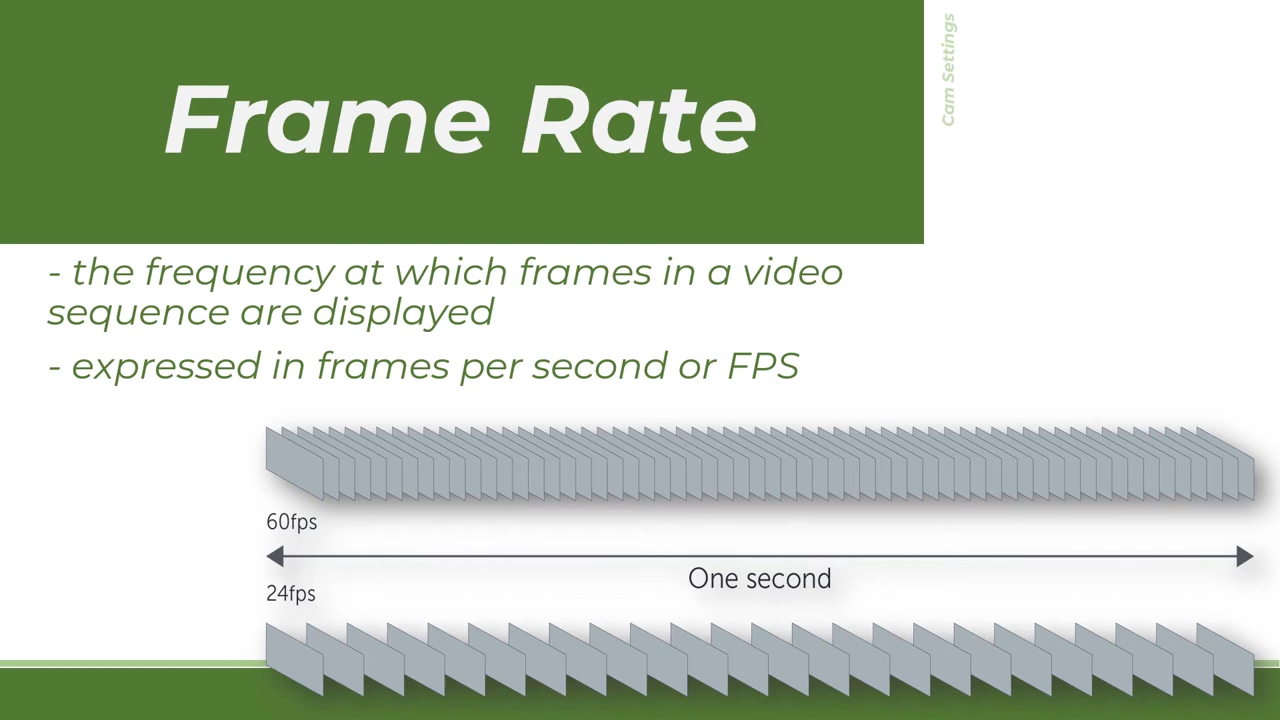 Frame Rate
Cam Settings
- the frequency at which frames in a video
sequence are displayed
- expressed in frames per second or FPS
60fps
One second
24fps